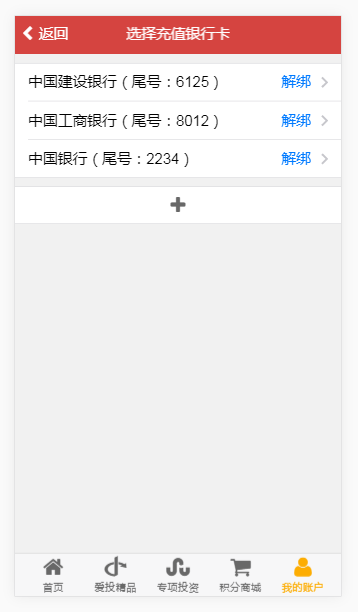 返回 选择充值银行卡
中国建设银行（尾号：6125） 解绑
中国工商银行（尾号：8012） 解绑
中国银行（尾号：2234） 解绑
首页 爱投精品 专项投资 积分商城 我的账户